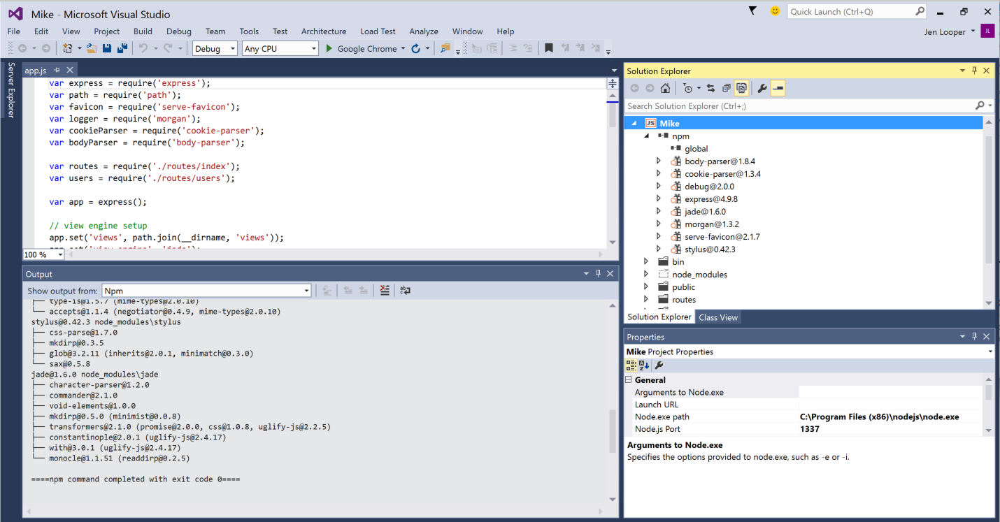 Mike - Microsoft Visual Studio
Quick Launch (Ctrl+Q)
File Edit View Project Build Debug Team Tools Test Architecture Load Test Analyze Window Help
Jen Looper
JL
Debug Any CPU Google Chrome
Server Explorer
app.js
var express = require('express');
var path = require('path');
var favicon = require('serve-favicon');
var logger = require('morgan');
var cookieParser = require('cookie-parser');
var bodyParser = require('body-parser');
var routes = require('./routes/index');
var users = require('./routes/users');
var app = express();
// view engine setup
app.set('views', path.join(__dirname, 'views'));
app.set('view engine', 'jade');
100 %
Output
Show output from: Npm
├── type-is@1.5.7 (mime-types@2.0.10)
└── accepts@1.1.4 (negotiator@0.4.9, mime-types@2.0.10)
stylus@0.42.3 node_modules\stylus
├── css-parse@1.7.0
├── mkdirp@0.3.5
├── glob@3.2.11 (inherits@2.0.1, minimatch@0.3.0)
└── sax@0.5.8
jade@1.6.0 node_modules\jade
├── character-parser@1.2.0
├── commander@2.1.0
├── void-elements@1.0.0
├── mkdirp@0.5.0 (minimist@0.0.8)
├── transformers@2.1.0 (promise@2.0.0, css@1.0.8, uglify-js@2.2.5)
├── constantinople@2.0.1 (uglify-js@2.4.17)
├── with@3.0.1 (uglify-js@2.4.17)
└── monocle@1.1.51 (readdirp@0.2.5)
====npm command completed with exit code 0====
Solution Explorer
Search Solution Explorer (Ctrl+;)
JS Mike
npm
global
body-parser@1.8.4
cookie-parser@1.3.4
debug@2.0.0
express@4.9.8
jade@1.6.0
morgan@1.3.2
serve-favicon@2.1.7
stylus@0.42.3
bin
node_modules
public
routes
Solution Explorer Class View
Properties
Mike Project Properties
General
Arguments to Node.exe
Launch URL
Node.exe path C:\Program Files (x86)\nodejs\node.exe
Node.js Port 1337
Arguments to Node.exe
Specifies the options provided to node.exe, such as -e or -i.